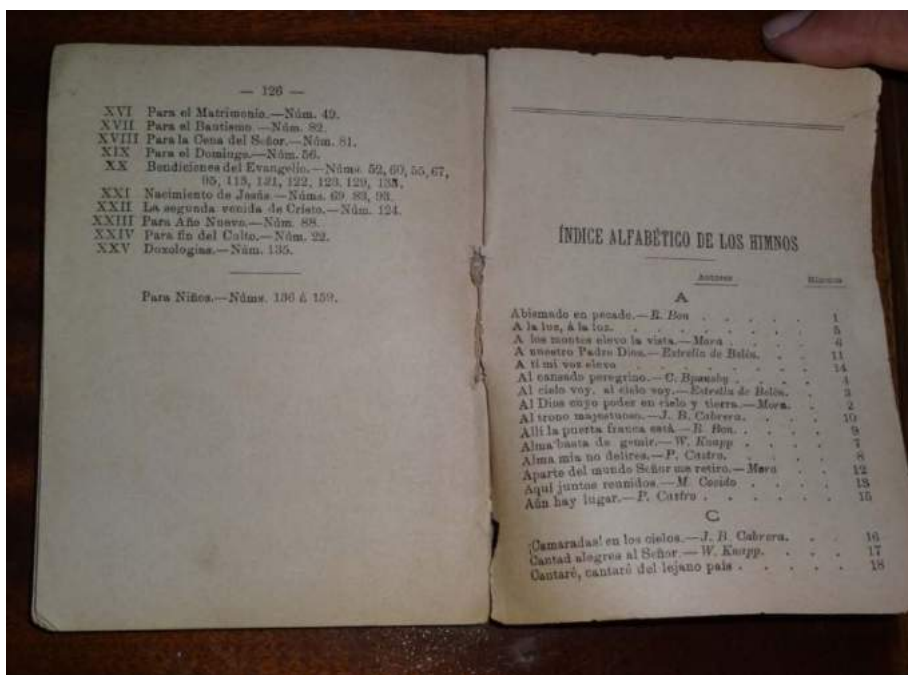 — 126 —
XVI Para el Matrimonio.—Núm. 49.
XVII Para el Bautismo.—Núm. 82.
XVIII Para la Cena del Señor.—Núm. 81.
XIX Para el Domingo.—Núm. 56.
XX Bendiciones del Evangelio.—Núms. 52, 60, 55, 67,
95, 113, 121, 122, 123, 129, 133.
XXI Nacimiento de Jesús.—Núms. 69, 83, 93.
XXII La segunda venida de Cristo.—Núm. 124.
XXIII Para Año Nuevo.—Núm. 88.
XXIV Para fin del Culto.—Núm. 22.
XXV Doxologías.—Núm. 135.
Para Niños.—Núms. 136 á 159.
ÍNDICE ALFABÉTICO DE LOS HIMNOS
Autores Himnos
A
Abismado en pecado.—R. Bon . . . . . 1
A la luz, á la luz. . . . . . . . 5
A los montes elevo la vista.—Mora . . . . 6
A nuestro Padre Dios.—Estrella de Belén. . . 11
A ti mi voz elevo . . . . . . . 14
Al cansado peregrino.—C. . . . . 4
Al cielo voy, al cielo voy.—Estrella de Belén. . . 3
Al Dios cuyo poder en cielo y tierra.—Mora. . . 2
Al trono majestuoso.—J. B. Cabrera. . . . 10
Allí la puerta franca está.—R. Bon. . . . . 9
Alma basta de gemir.—W. Knapp . . . . 7
Alma mía no delires.—P. Castro. . . . . 8
Aparte del mundo Señor me retiro.—Mora . . 12
Aquí juntos reunidos.—M. Cosido . . . . 13
Aún hay lugar.—P. Castro . . . . . . 15
C
¡Camaradas! en los cielos.—J. B. Cabrera. . . 16
Cantad alegres al Señor.—W. Knapp. . . . 17
Cantaré, cantaré del lejano país . . . . . 18